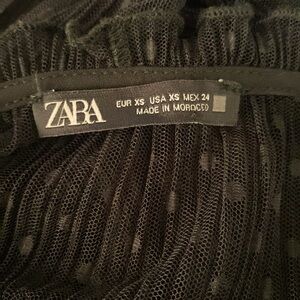 ZARA
EUR XS USA XS MEX 24
MADE IN MOROCCO